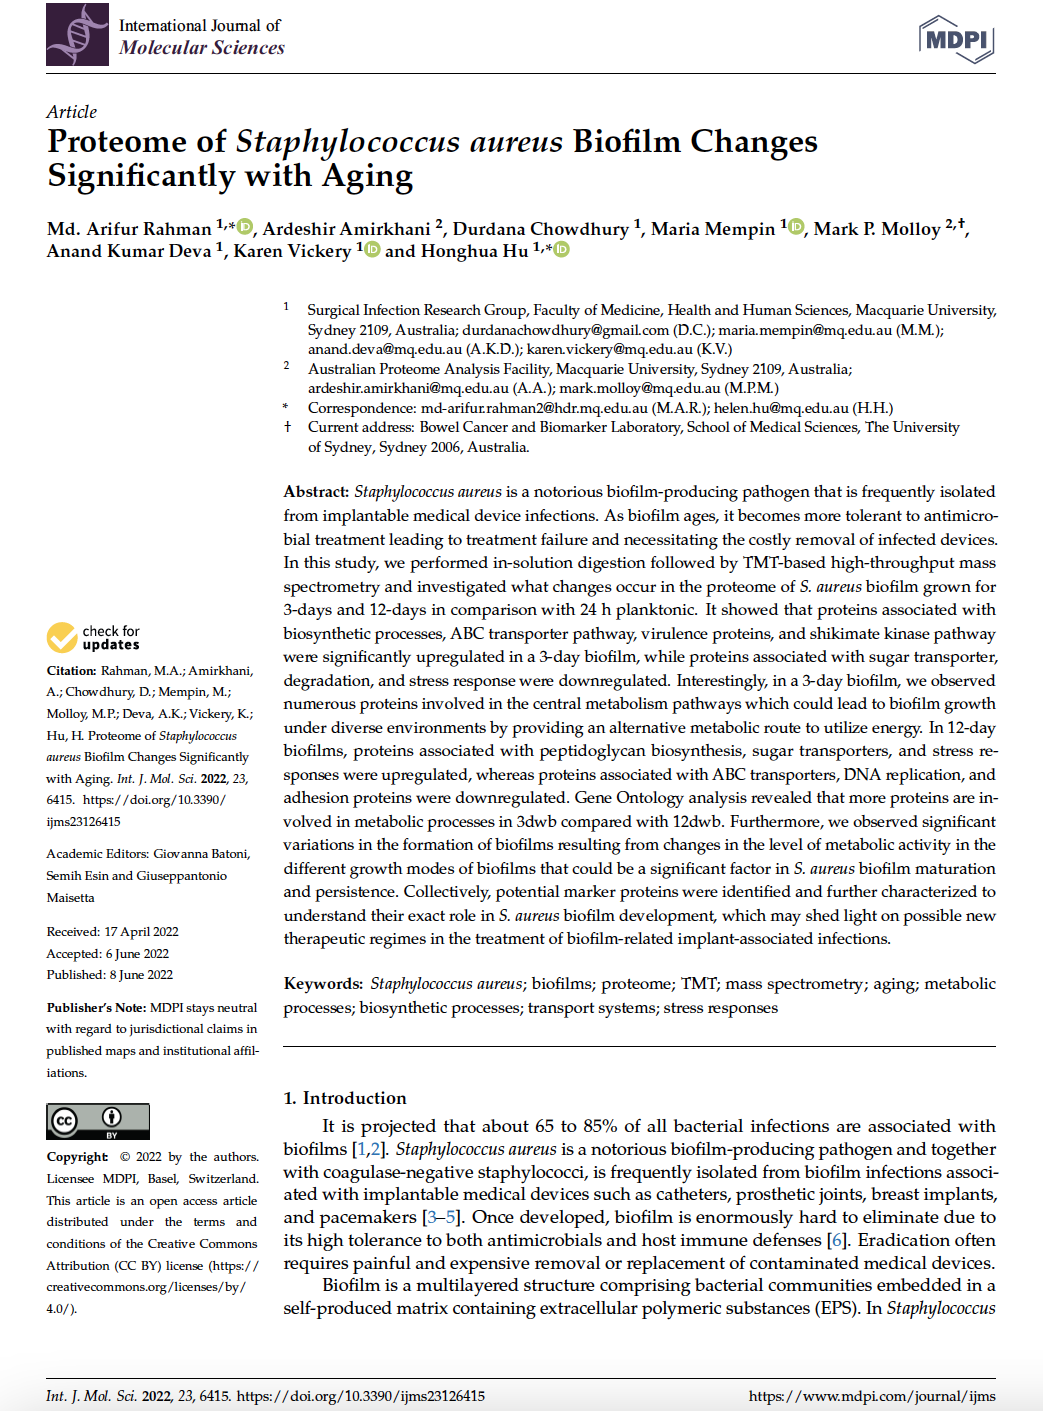 International Journal of
Molecular Sciences
MDPI
Article
Proteome of Staphylococcus aureus Biofilm Changes
Significantly with Aging
Md. Arifur Rahman 1,*, Ardeshir Amirkhani 2, Durdana Chowdhury 1, Maria Mempin 1, Mark P. Molloy 2,†,
Anand Kumar Deva 1, Karen Vickery 1 and Honghua Hu 1,*
1 Surgical Infection Research Group, Faculty of Medicine, Health and Human Sciences, Macquarie University,
Sydney 2109, Australia; durdanachowdhury@gmail.com (D.C.); maria.mempin@mq.edu.au (M.M.);
anand.deva@mq.edu.au (A.K.D.); karen.vickery@mq.edu.au (K.V.)
2 Australian Proteome Analysis Facility, Macquarie University, Sydney 2109, Australia;
ardeshir.amirkhani@mq.edu.au (A.A.); mark.molloy@mq.edu.au (M.P.M.)
* Correspondence: md-arifur.rahman2@hdr.mq.edu.au (M.A.R.); helen.hu@mq.edu.au (H.H.)
† Current address: Bowel Cancer and Biomarker Laboratory, School of Medical Sciences, The University
of Sydney, Sydney 2006, Australia.
Abstract: Staphylococcus aureus is a notorious biofilm-producing pathogen that is frequently isolated
from implantable medical device infections. As biofilm ages, it becomes more tolerant to antimicro-
bial treatment leading to treatment failure and necessitating the costly removal of infected devices.
In this study, we performed in-solution digestion followed by TMT-based high-throughput mass
spectrometry and investigated what changes occur in the proteome of S. aureus biofilm grown for
3-days and 12-days in comparison with 24 h planktonic. It showed that proteins associated with
biosynthetic processes, ABC transporter pathway, virulence proteins, and shikimate kinase pathway
were significantly upregulated in a 3-day biofilm, while proteins associated with sugar transporter,
degradation, and stress response were downregulated. Interestingly, in a 3-day biofilm, we observed
numerous proteins involved in the central metabolism pathways which could lead to biofilm growth
under diverse environments by providing an alternative metabolic route to utilize energy. In 12-day
biofilms, proteins associated with peptidoglycan biosynthesis, sugar transporters, and stress re-
sponses were upregulated, whereas proteins associated with ABC transporters, DNA replication, and
adhesion proteins were downregulated. Gene Ontology analysis revealed that more proteins are in-
volved in metabolic processes in 3dwb compared with 12dwb. Furthermore, we observed significant
variations in the formation of biofilms resulting from changes in the level of metabolic activity in the
different growth modes of biofilms that could be a significant factor in S. aureus biofilm maturation
and persistence. Collectively, potential marker proteins were identified and further characterized to
understand their exact role in S. aureus biofilm development, which may shed light on possible new
therapeutic regimes in the treatment of biofilm-related implant-associated infections.
Keywords: Staphylococcus aureus; biofilms; proteome; TMT; mass spectrometry; aging; metabolic
processes; biosynthetic processes; transport systems; stress responses
check for
updates
Citation: Rahman, M.A.; Amirkhani,
A.; Chowdhury, D.; Mempin, M.;
Molloy, M.P.; Deva, A.K.; Vickery, K.;
Hu, H. Proteome of Staphylococcus
aureus Biofilm Changes Significantly
with Aging. Int. J. Mol. Sci. 2022, 23,
6415. https://doi.org/10.3390/
ijms23126415
Academic Editors: Giovanna Batoni,
Semih Esin and Giuseppantonio
Maisetta
Received: 17 April 2022
Accepted: 6 June 2022
Published: 8 June 2022
Publisher's Note: MDPI stays neutral
with regard to jurisdictional claims in
published maps and institutional affil-
iations.
cc
BY
Copyright: © 2022 by the authors.
Licensee MDPI, Basel, Switzerland.
This article is an open access article
distributed under the terms and
conditions of the Creative Commons
Attribution (CC BY) license (https://
creativecommons.org/licenses/by/
4.0/).
1. Introduction
It is projected that about 65 to 85% of all bacterial infections are associated with
biofilms [1,2]. Staphylococcus aureus is a notorious biofilm-producing pathogen and together
with coagulase-negative staphylococci, is frequently isolated from biofilm infections associ-
ated with implantable medical devices such as catheters, prosthetic joints, breast implants,
and pacemakers [3–5]. Once developed, biofilm is enormously hard to eliminate due to
its high tolerance to both antimicrobials and host immune defenses [6]. Eradication often
requires painful and expensive removal or replacement of contaminated medical devices.
Biofilm is a multilayered structure comprising bacterial communities embedded in a
self-produced matrix containing extracellular polymeric substances (EPS). In Staphylococcus
Int. J. Mol. Sci. 2022, 23, 6415. https://doi.org/10.3390/ijms23126415
https://www.mdpi.com/journal/ijms